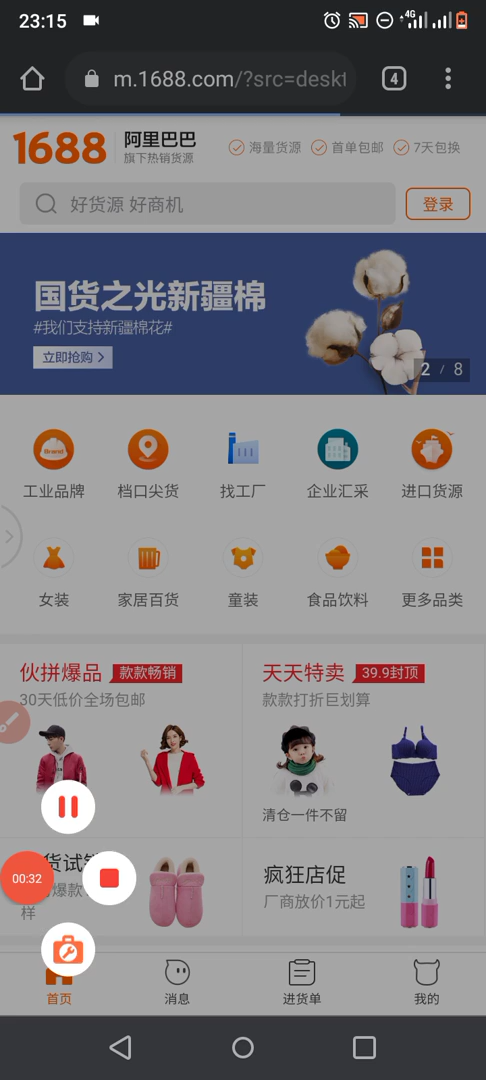 23:15
4G
m.1688.com/?src=deskt
4
1688
阿里巴巴
旗下热销货源
海量货源 首单包邮 7天包换
好货源 好商机
登录
国货之光新疆棉
#我们支持新疆棉花#
立即抢购
2 / 8
工业品牌 档口尖货 找工厂 企业汇采 进口货源
女装 家居百货 童装 食品饮料 更多品类
伙拼爆品 款款畅销
30天低价全场包邮
天天特卖 39.9封顶
款款打折巨划算
清仓一件不留
货试
爆款
样
00:32
疯狂店促
厂商放价1元起
首页 消息 进货单 我的